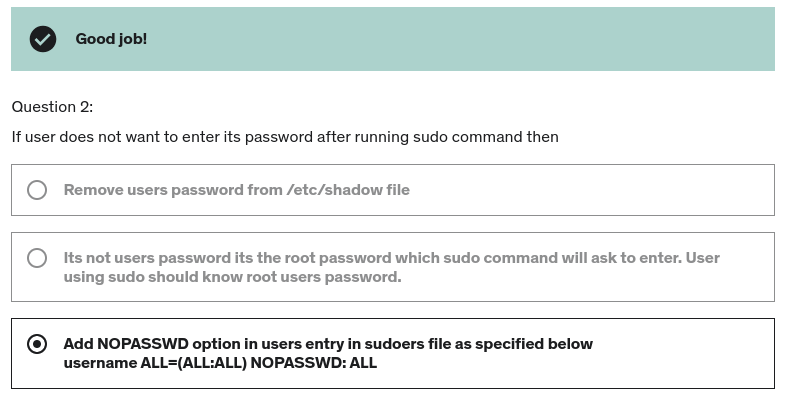 Good job!
Question 2:
If user does not want to enter its password after running sudo command then
Remove users password from /etc/shadow file
Its not users password its the root password which sudo command will ask to enter. User
using sudo should know root users password.
Add NOPASSWD option in users entry in sudoers file as specified below
username ALL=(ALL:ALL) NOPASSWD: ALL